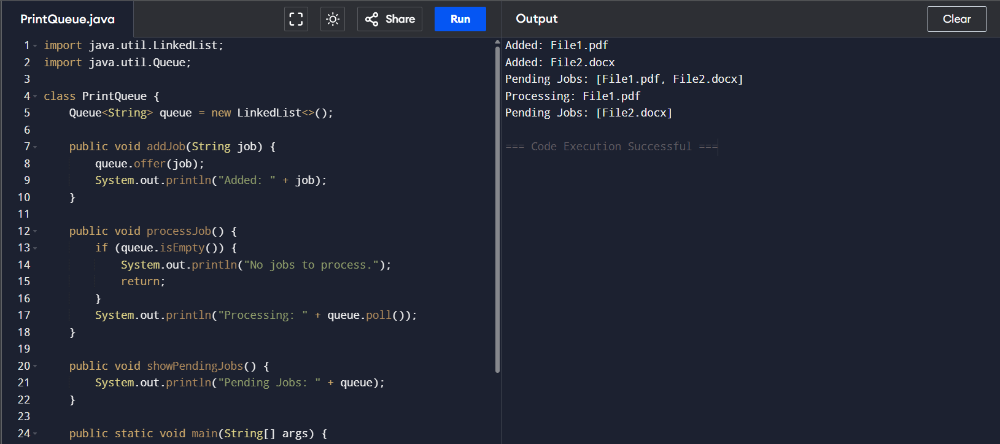 PrintQueue.java
Share
Run
Output
Clear
1 import java.util.LinkedList;
2 import java.util.Queue;
3
4 class PrintQueue {
5     Queue<String> queue = new LinkedList<>();
6
7     public void addJob(String job) {
8         queue.offer(job);
9         System.out.println("Added: " + job);
10     }
11
12     public void processJob() {
13         if (queue.isEmpty()) {
14             System.out.println("No jobs to process.");
15             return;
16         }
17         System.out.println("Processing: " + queue.poll());
18     }
19
20     public void showPendingJobs() {
21         System.out.println("Pending Jobs: " + queue);
22     }
23
24     public static void main(String[] args) {
Added: File1.pdf
Added: File2.docx
Pending Jobs: [File1.pdf, File2.docx]
Processing: File1.pdf
Pending Jobs: [File2.docx]
=== Code Execution Successful ===